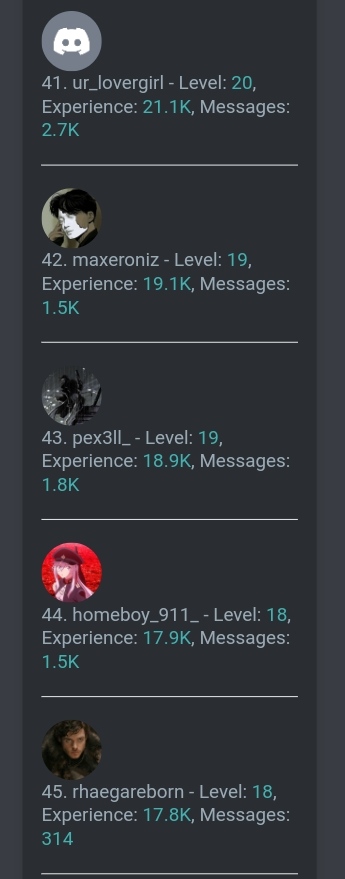 41. ur_lovergirl - Level: 20,
Experience: 21.1K, Messages:
2.7K
42. maxeroniz - Level: 19,
Experience: 19.1K, Messages:
1.5K
43. pex3ll_ - Level: 19,
Experience: 18.9K, Messages:
1.8K
44. homeboy_911_ - Level: 18,
Experience: 17.9K, Messages:
1.5K
45. rhaegareborn - Level: 18,
Experience: 17.8K, Messages:
314